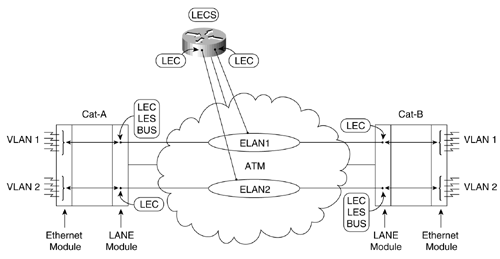 LECS
LEC
LEC
Cat-A
Cat-B
LEC
LES
BUS
LEC
VLAN 1
VLAN 1
ELAN1
ATM
VLAN 2
VLAN 2
ELAN2
LEC
LEC
LES
BUS
Ethernet
Module
LANE
Module
LANE
Module
Ethernet
Module